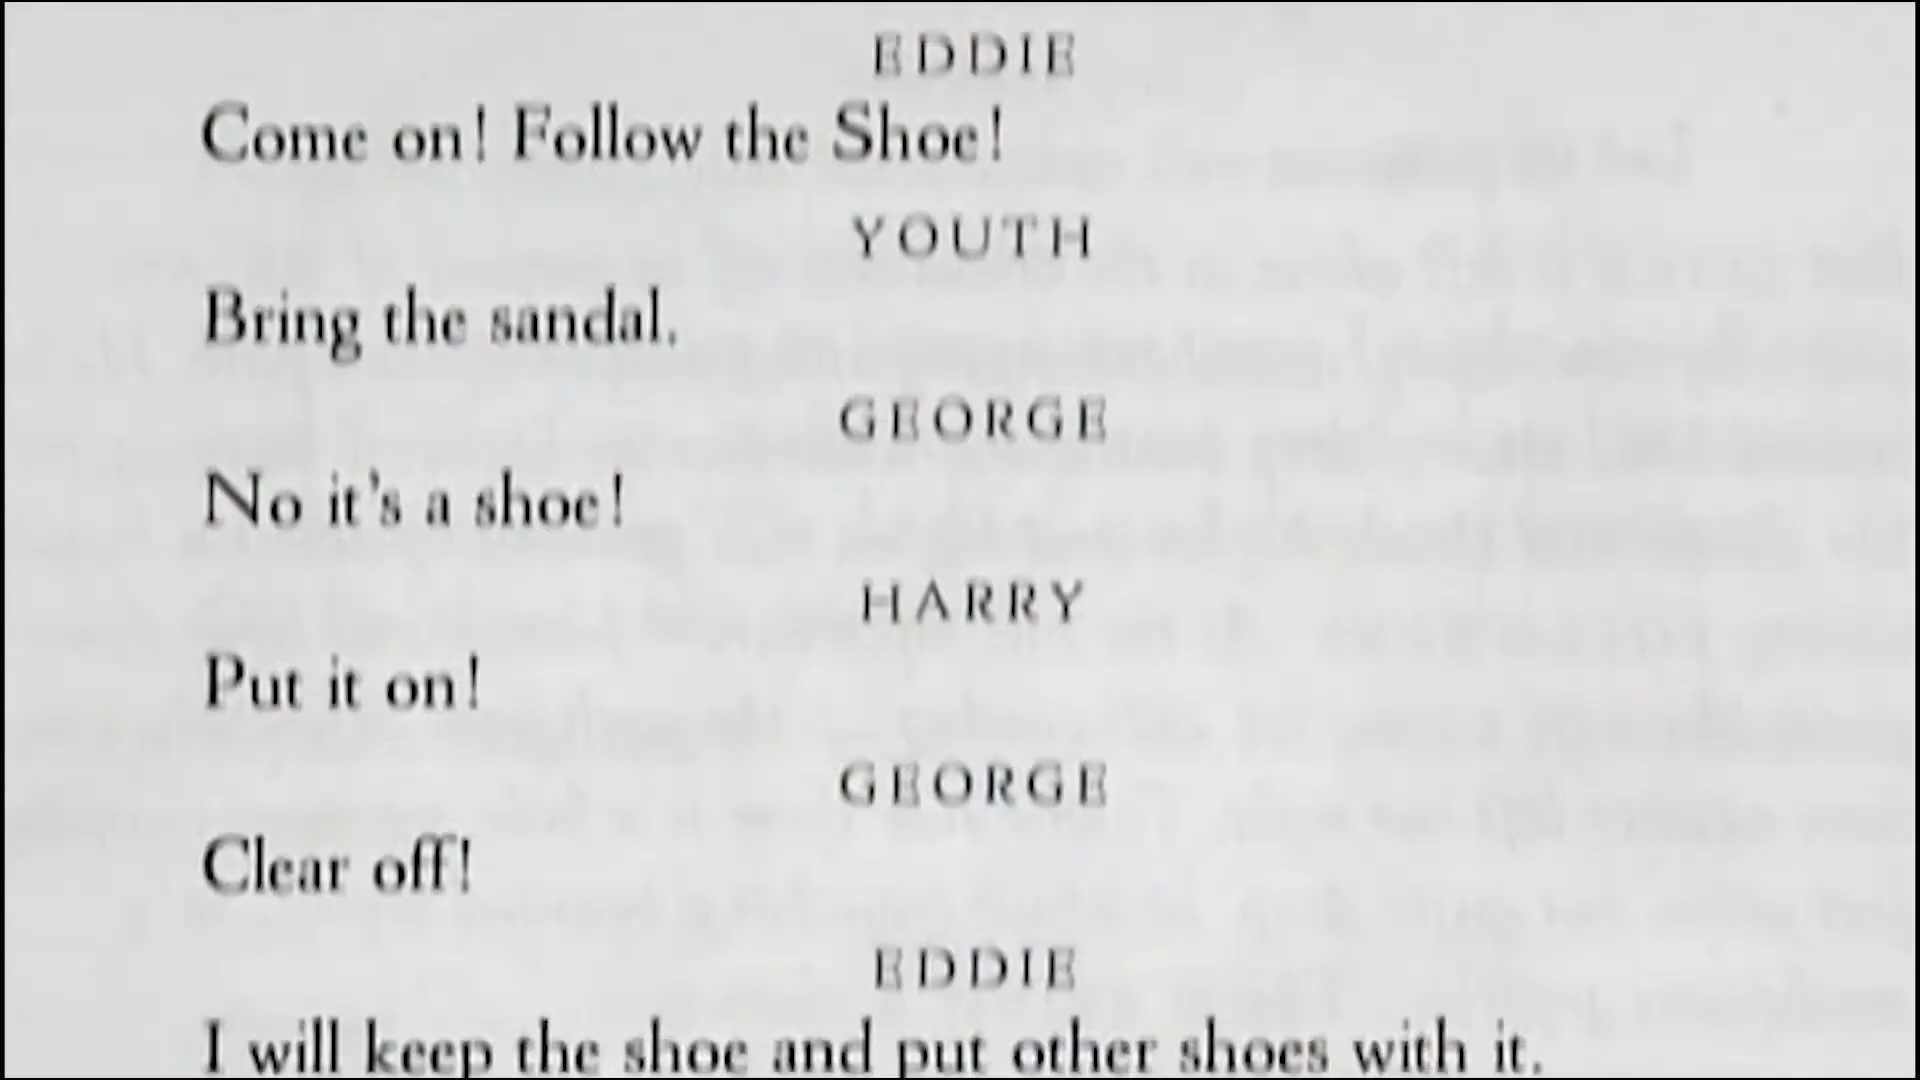 EDDIE
Come on! Follow the Shoe!
YOUTH
Bring the sandal.
GEORGE
No it's a shoe!
HARRY
Put it on!
GEORGE
Clear off!
EDDIE
I will keep the shoe and put other shoes with it.